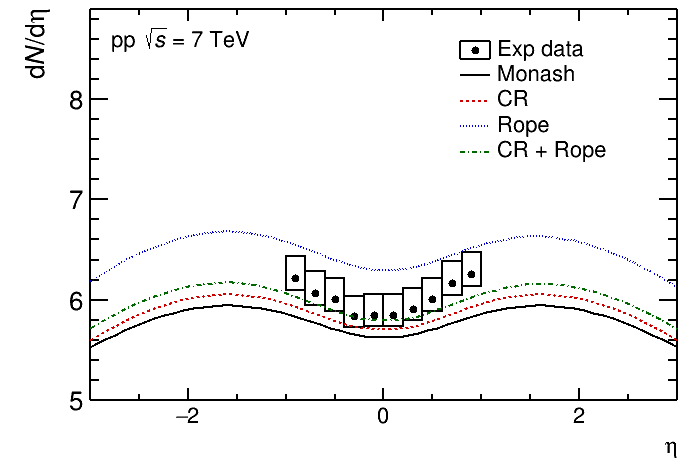 dN/dη
pp √s = 7 TeV
Exp data
Monash
CR
Rope
CR + Rope
8
7
6
5
−2 0 2
η